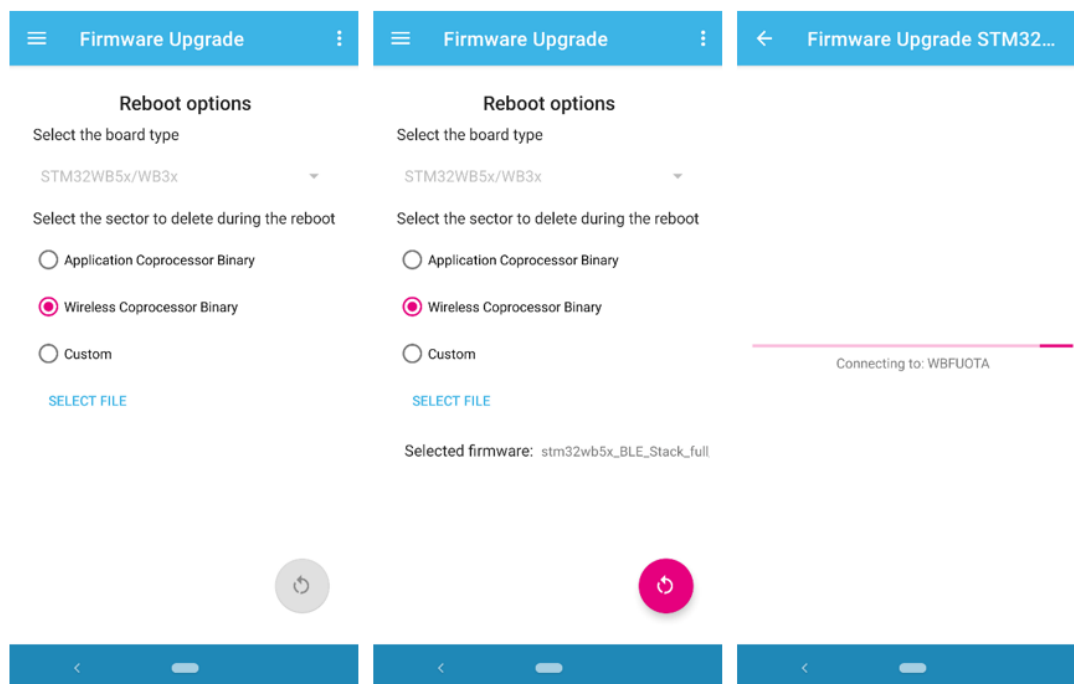 Firmware Upgrade
Reboot options
Select the board type
STM32WB5x/WB3x
Select the sector to delete during the reboot
Application Coprocessor Binary
Wireless Coprocessor Binary
Custom
SELECT FILE
Firmware Upgrade
Reboot options
Select the board type
STM32WB5x/WB3x
Select the sector to delete during the reboot
Application Coprocessor Binary
Wireless Coprocessor Binary
Custom
SELECT FILE
Selected firmware: stm32wb5x_BLE_Stack_full
Firmware Upgrade STM32...
Connecting to: WBFUOTA